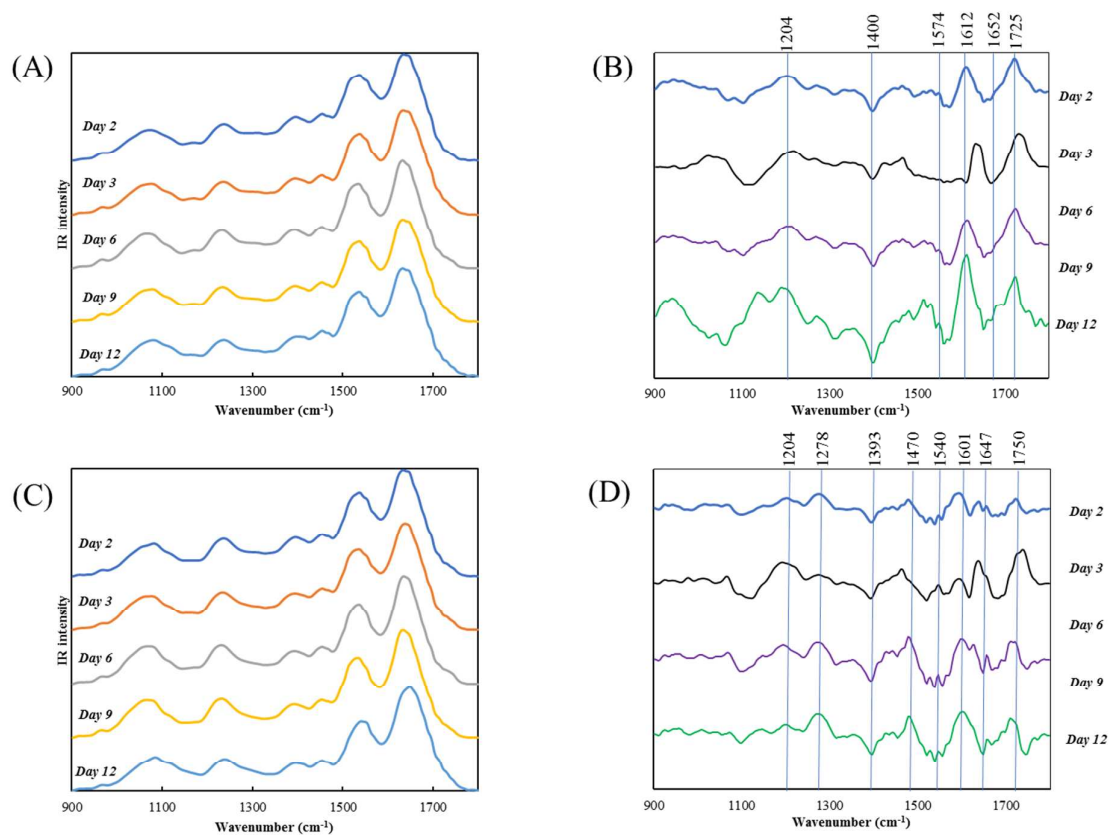 (A)
IR intensity
Day 2
Day 3
Day 6
Day 9
Day 12
900 1100 1300 1500 1700
Wavenumber (cm-1)
(B)
1204 1400 1574 1612 1652 1725
Day 2
Day 3
Day 6
Day 9
Day 12
900 1100 1300 1500 1700
Wavenumber (cm-1)
(C)
IR intensity
Day 2
Day 3
Day 6
Day 9
Day 12
900 1100 1300 1500 1700
Wavenumber (cm-1)
(D)
1204 1278 1393 1470 1540 1601 1647 1750
Day 2
Day 3
Day 6
Day 9
Day 12
900 1100 1300 1500 1700
Wavenumber (cm-1)